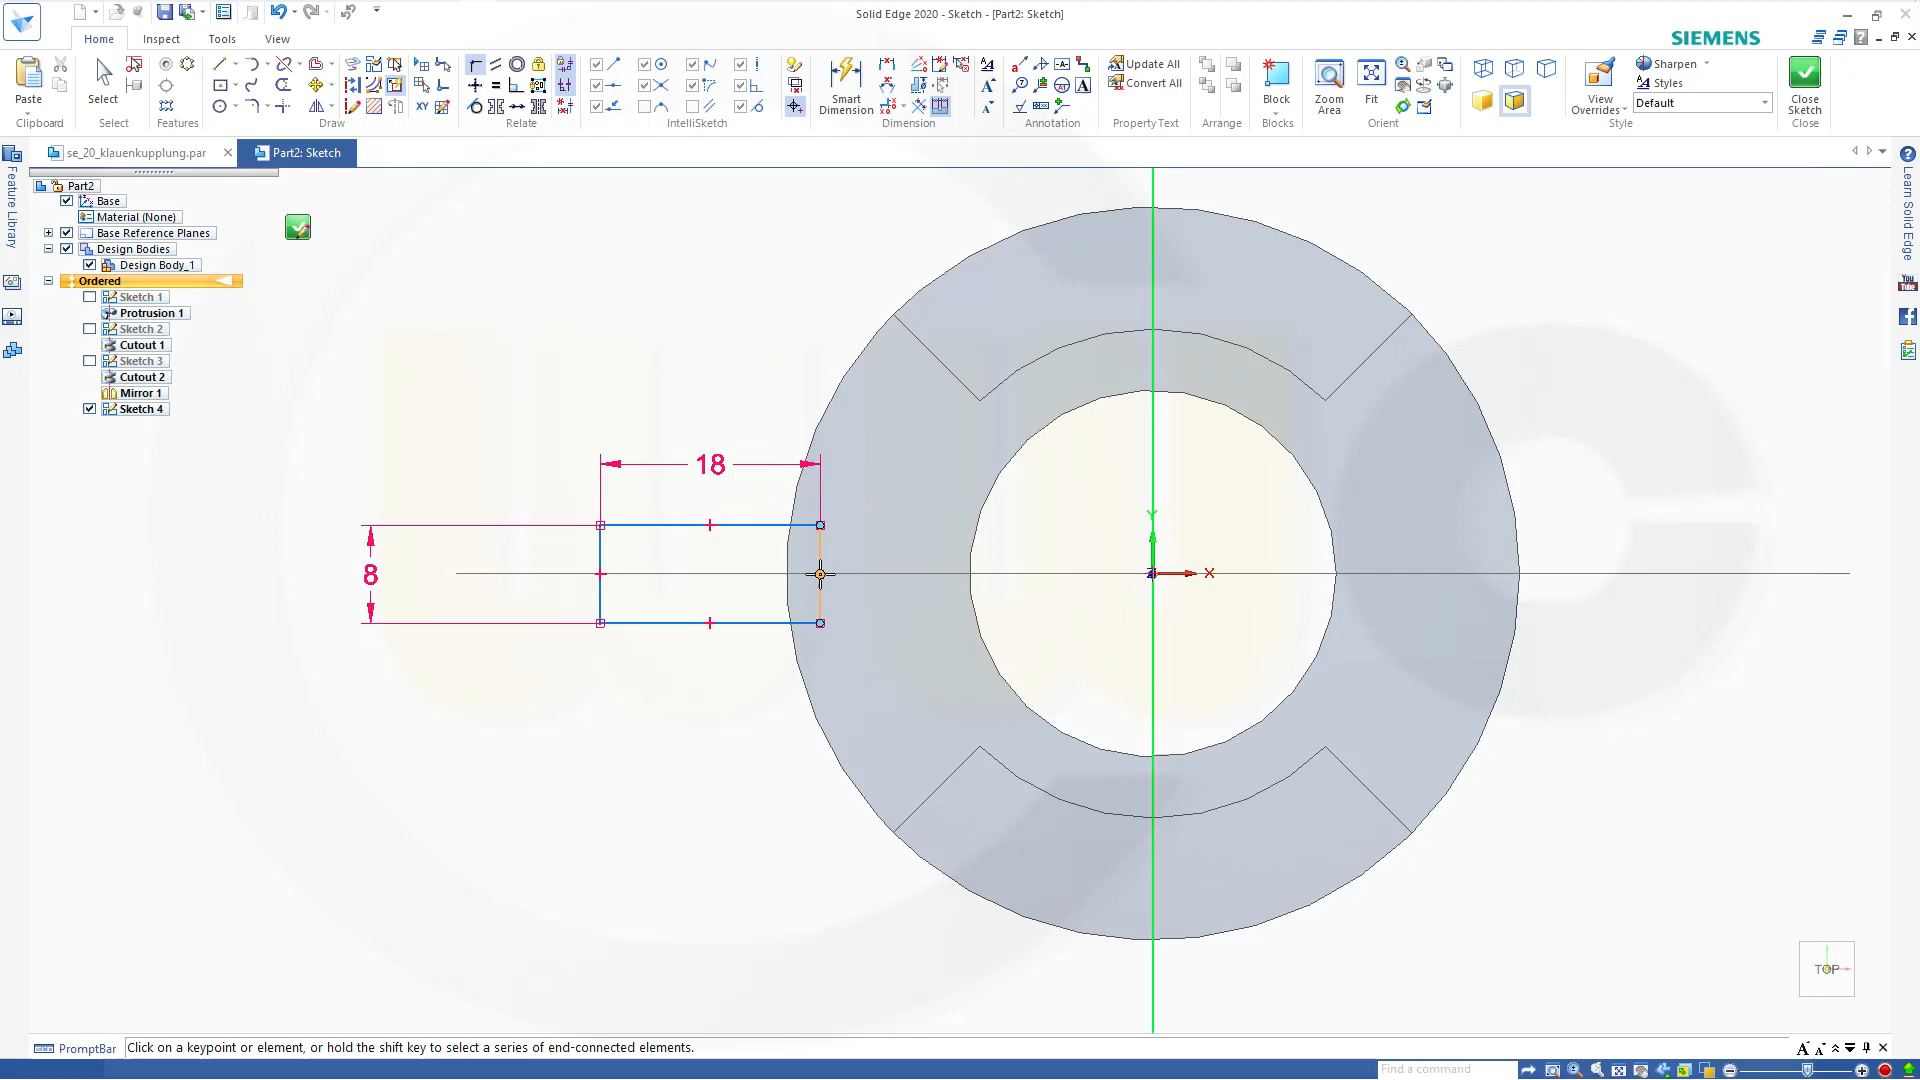 Solid Edge 2020 - Sketch - [Part2: Sketch]
Home
Inspect
Tools
View
SIEMENS
Paste
Select
Smart
Dimension
Update All
Convert All
Block
Zoom
Area
Fit
View
Overrides
Sharpen
Styles
Default
Close
Sketch
Clipboard
Select
Features
Draw
Relate
IntelliSketch
Dimension
Annotation
Property Text
Arrange
Blocks
Orient
Style
Close
se_20_klauenkupplung.par
Part2: Sketch
Feature Library
Learn Solid Edge
Part2
Base
Material (None)
Base Reference Planes
Design Bodies
Design Body_1
Ordered
Sketch 1
Protrusion 1
Sketch 2
Cutout 1
Sketch 3
Cutout 2
Mirror 1
Sketch 4
18
8
Y
X
TOP
PromptBar
Click on a keypoint or element, or hold the shift key to select a series of end-connected elements.
Find a command